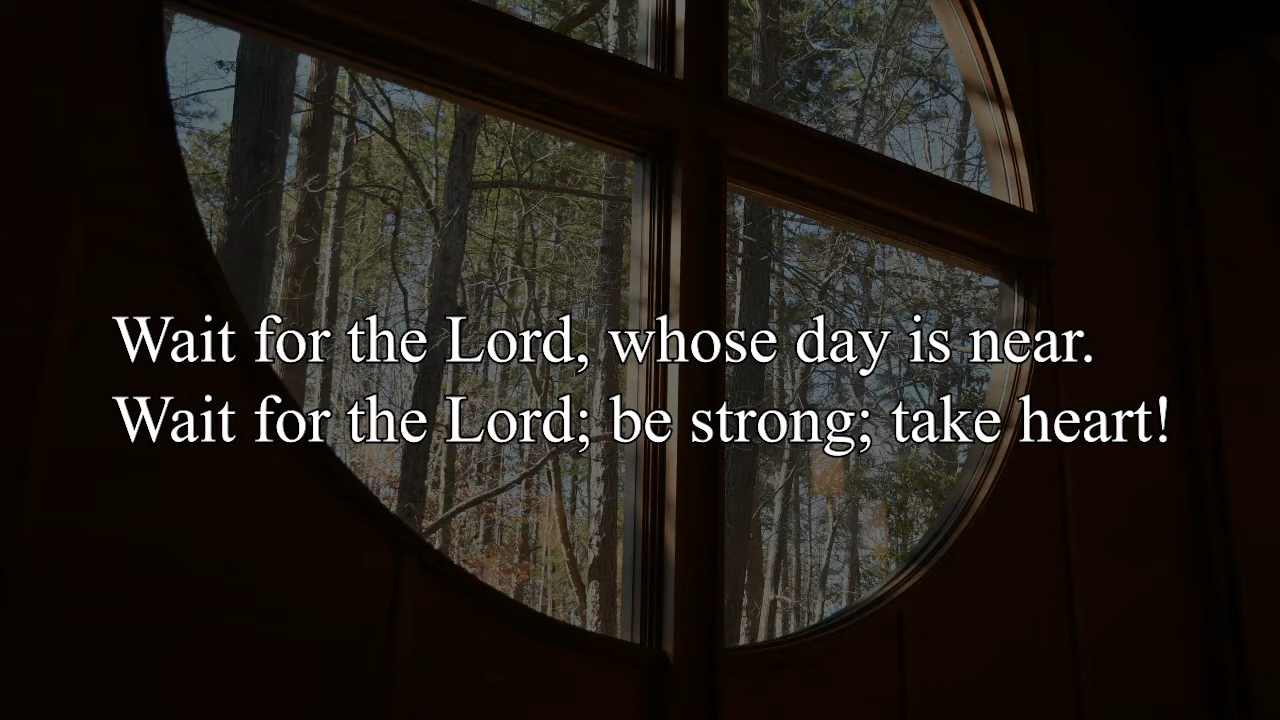 Wait for the Lord, whose day is near.
Wait for the Lord; be strong; take heart!